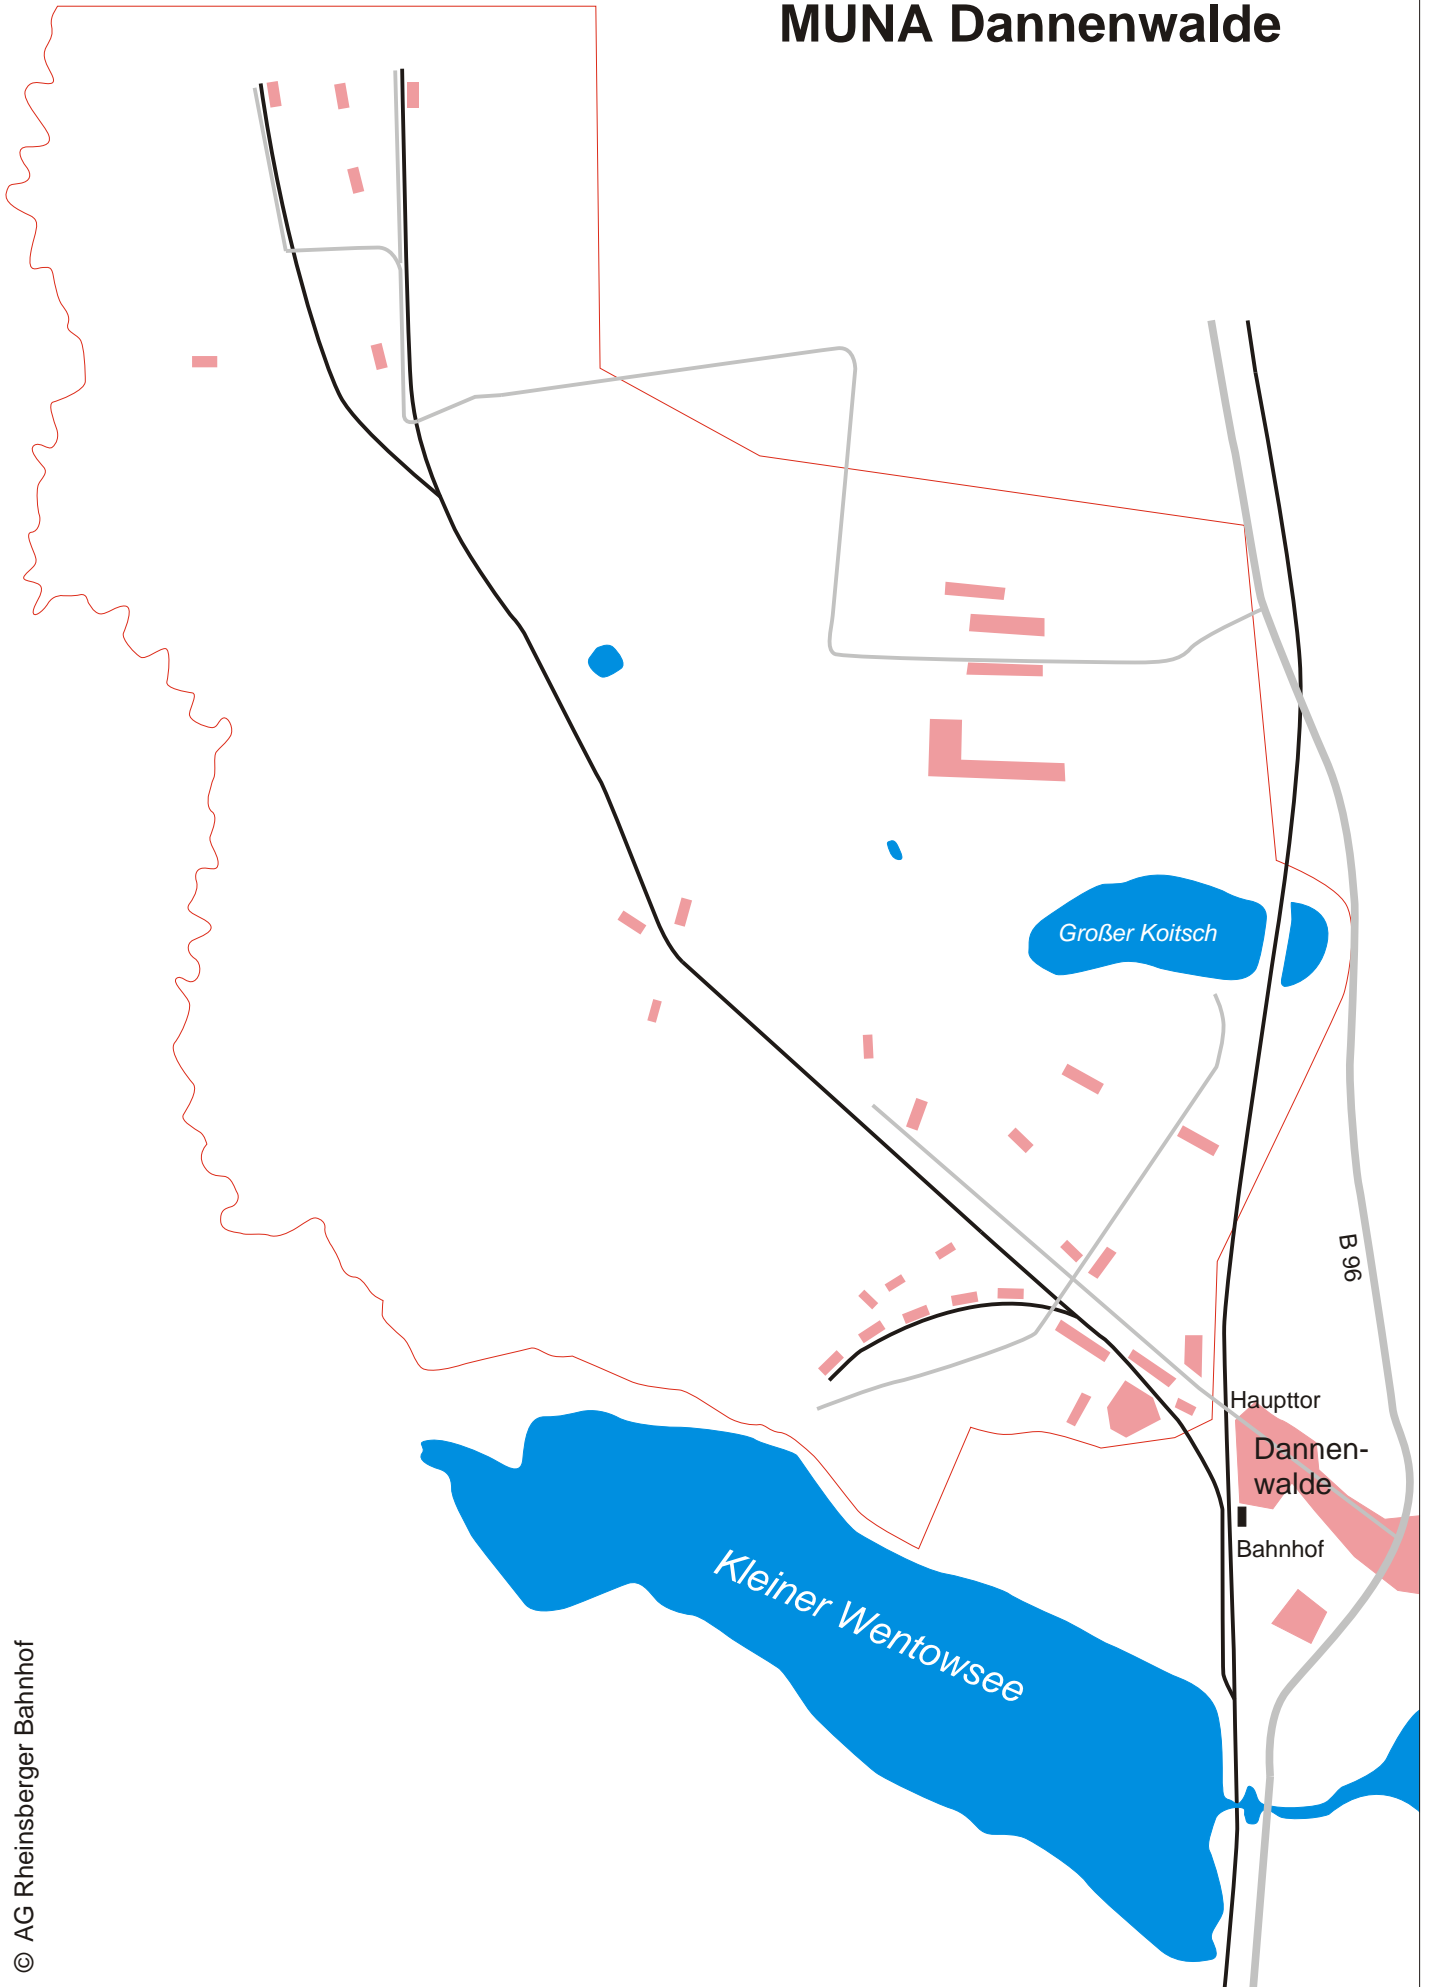 MUNA Dannenwalde
Großer Koitsch
B 96
Haupttor
Dannen-
walde
Bahnhof
Kleiner Wentowsee
© AG Rheinsberger Bahnhof